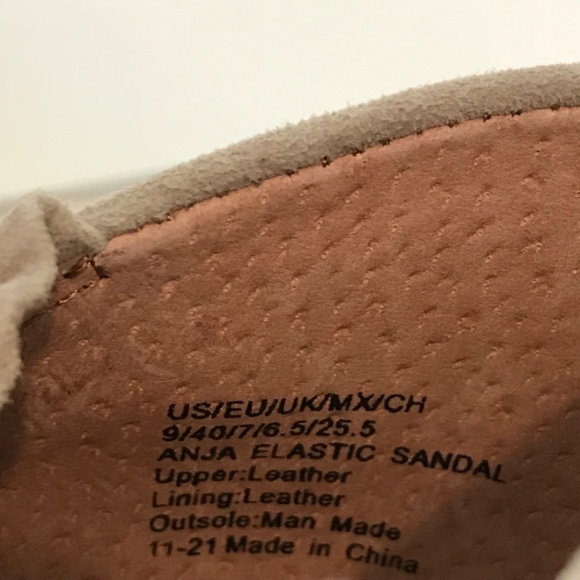 US/EU/UK/MX/CH
9/40/7/6.5/25.5
ANJA ELASTIC SANDAL
Upper:Leather
Lining:Leather
Outsole:Man Made
11-21 Made in China